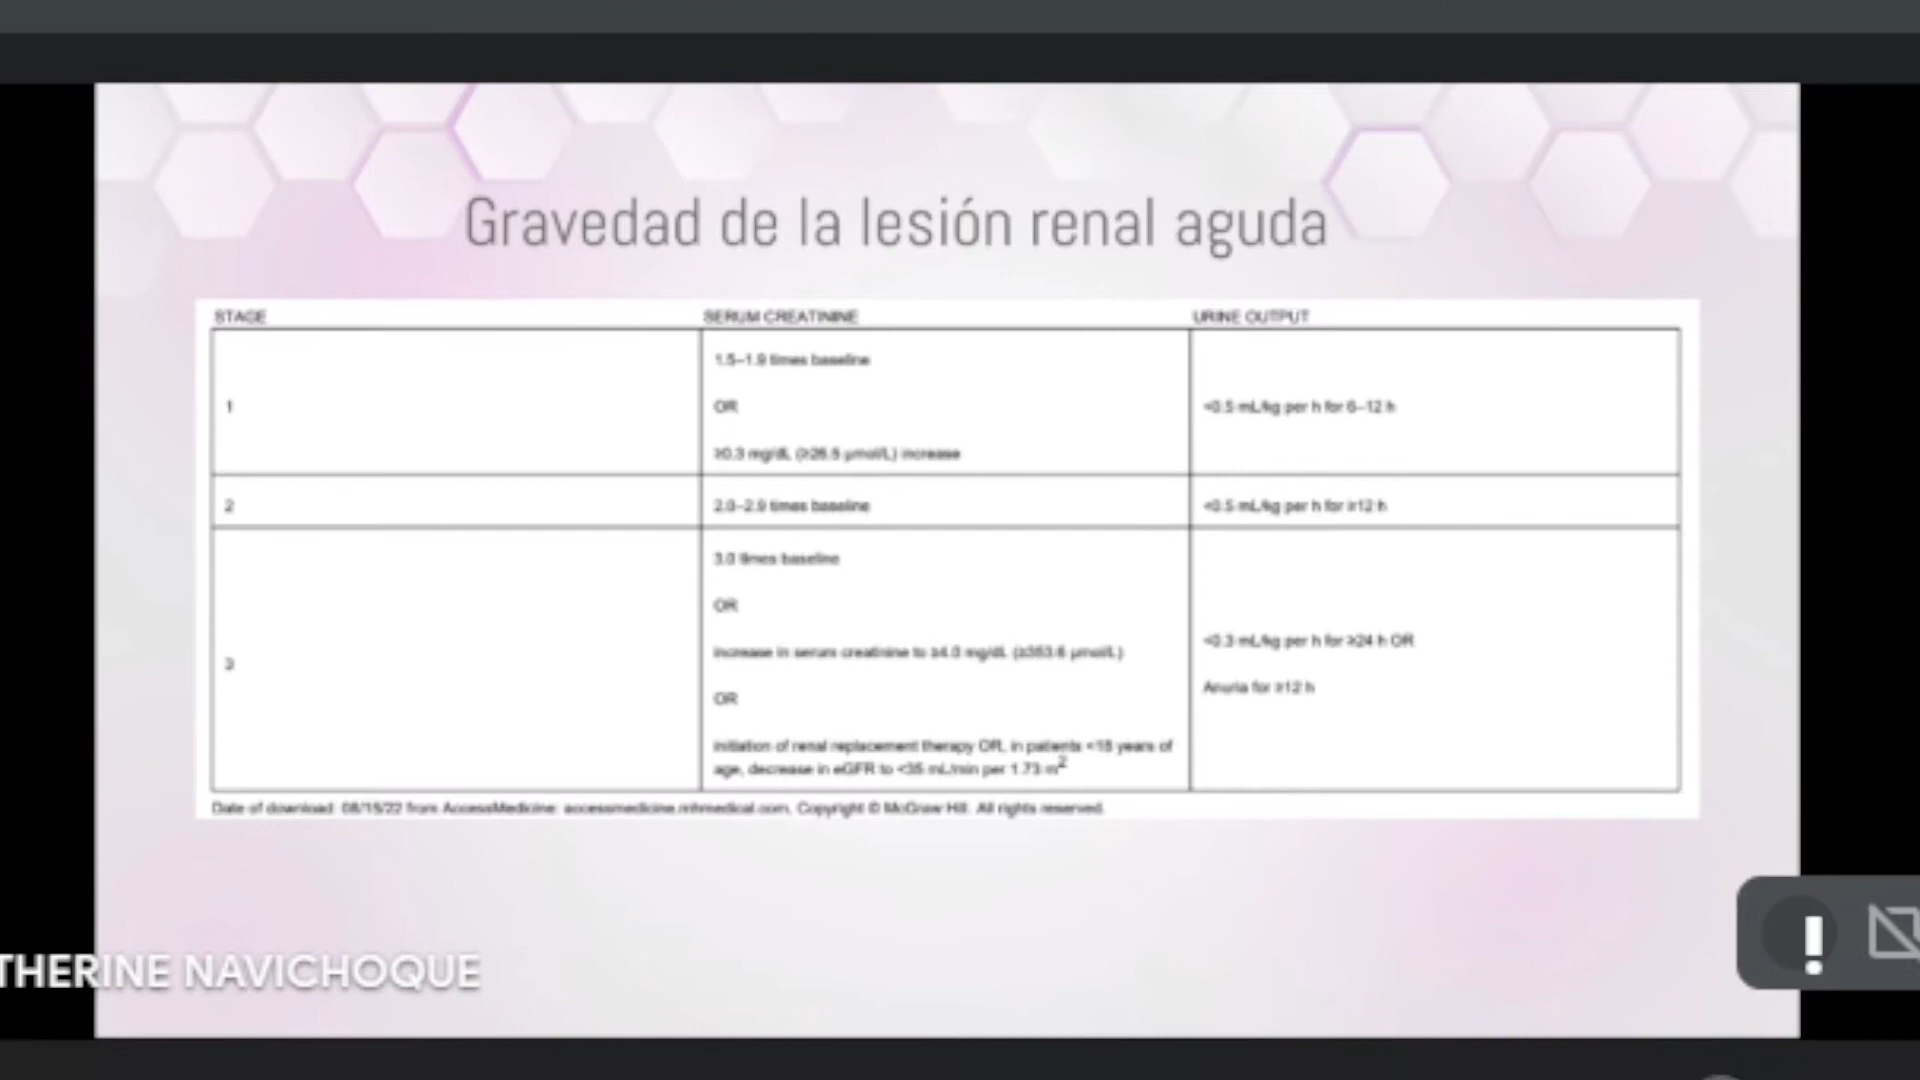 Gravedad de la lesión renal aguda
STAGE SERUM CREATININE URINE OUTPUT
1.5–1.9 times baseline
1 OR <0.5 mL/kg per h for 6–12 h
≥0.3 mg/dL (≥26.5 μmol/L) increase
2 2.0–2.9 times baseline <0.5 mL/kg per h for ≥12 h
3.0 times baseline
OR
increase in serum creatinine to ≥4.0 mg/dL (≥353.6 μmol/L) <0.3 mL/kg per h for ≥24 h OR
3
OR Anuria for ≥12 h
initiation of renal replacement therapy OR, in patients <18 years of
age, decrease in eGFR to <35 mL/min per 1.73 m2
Date of download: 08/15/22 from AccessMedicine: accessmedicine.mhmedical.com, Copyright © McGraw Hill. All rights reserved.
THERINE NAVICHOQUE